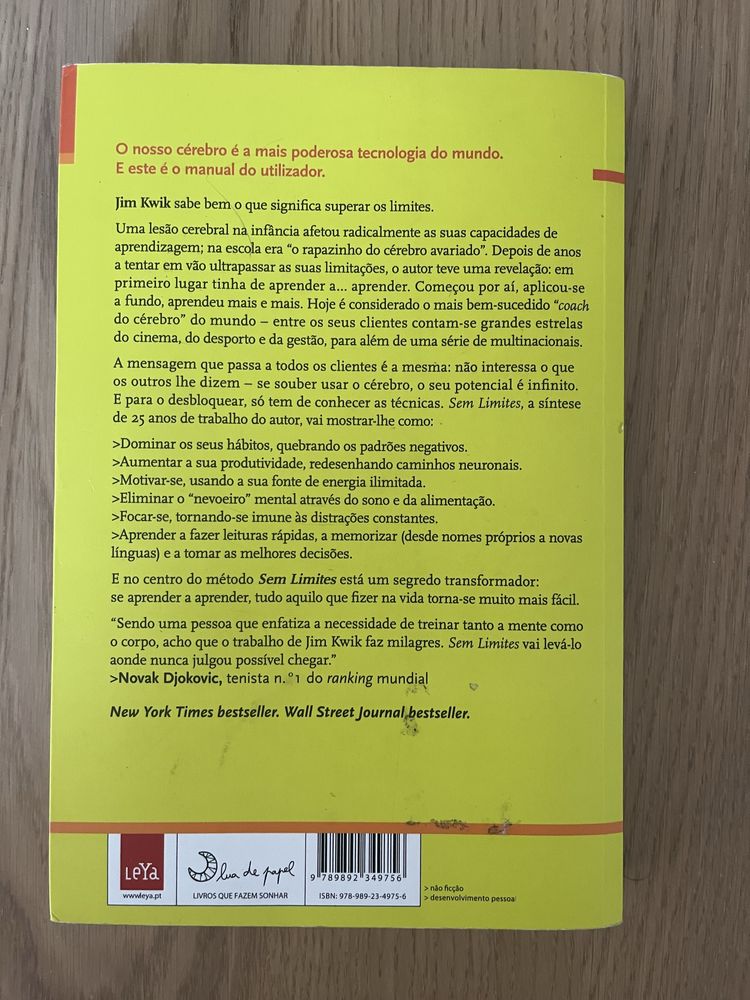 O nosso cérebro é a mais poderosa tecnologia do mundo.
E este é o manual do utilizador.
Jim Kwik sabe bem o que significa superar os limites.
Uma lesão cerebral na infância afetou radicalmente as suas capacidades de
aprendizagem; na escola era “o rapazinho do cérebro avariado”. Depois de anos
a tentar em vão ultrapassar as suas limitações, o autor teve uma revelação: em
primeiro lugar tinha de aprender a... aprender. Começou por aí, aplicou-se
a fundo, aprendeu mais e mais. Hoje é considerado o mais bem-sucedido “coach
do cérebro” do mundo – entre os seus clientes contam-se grandes estrelas
do cinema, do desporto e da gestão, para além de uma série de multinacionais.
A mensagem que passa a todos os clientes é a mesma: não interessa o que
os outros lhe dizem – se souber usar o cérebro, o seu potencial é infinito.
E para o desbloquear, só tem de conhecer as técnicas. Sem Limites, a síntese
de 25 anos de trabalho do autor, vai mostrar-lhe como:
>Dominar os seus hábitos, quebrando os padrões negativos.
>Aumentar a sua produtividade, redesenhando caminhos neuronais.
>Motivar-se, usando a sua fonte de energia ilimitada.
>Eliminar o “nevoeiro” mental através do sono e da alimentação.
>Focar-se, tornando-se imune às distrações constantes.
>Aprender a fazer leituras rápidas, a memorizar (desde nomes próprios a novas
línguas) e a tomar as melhores decisões.
E no centro do método Sem Limites está um segredo transformador:
se aprender a aprender, tudo aquilo que fizer na vida torna-se muito mais fácil.
“Sendo uma pessoa que enfatiza a necessidade de treinar tanto a mente como
o corpo, acho que o trabalho de Jim Kwik faz milagres. Sem Limites vai levá-lo
aonde nunca julgou possível chegar.”
>Novak Djokovic, tenista n.º1 do ranking mundial
New York Times bestseller. Wall Street Journal bestseller.
LEYA
www.leya.pt
lua de papel
LIVROS QUE FAZEM SONHAR
9 789892 349756
ISBN: 978-989-23-4975-6
> não ficção
> desenvolvimento pessoal